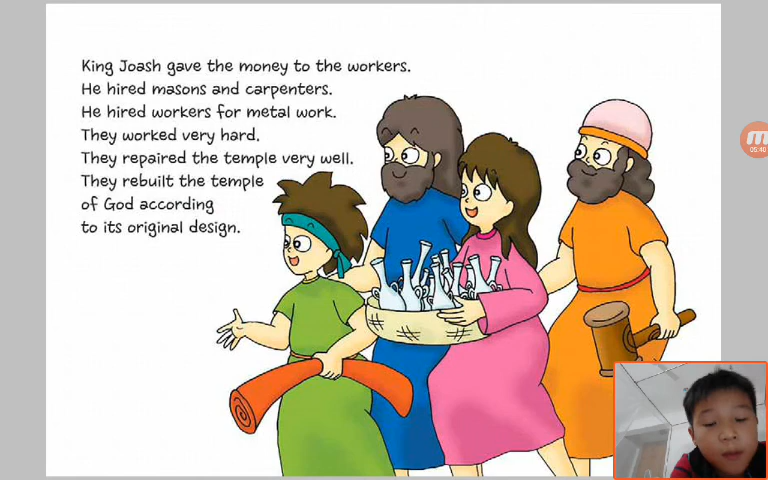 King Joash gave the money to the workers.
He hired masons and carpenters.
He hired workers for metal work.
They worked very hard.
They repaired the temple very well.
They rebuilt the temple
of God according
to its original design.
05:40